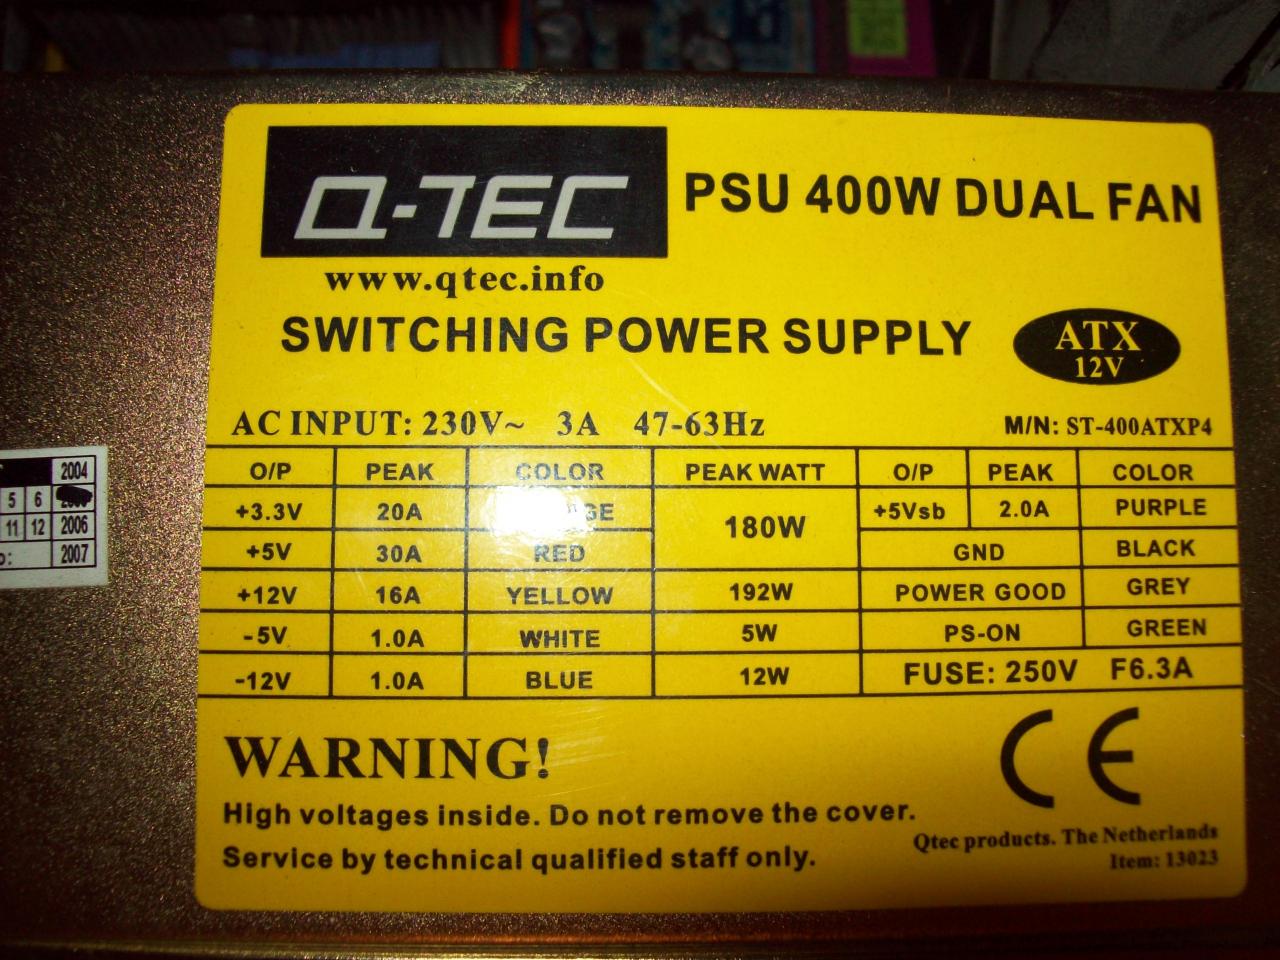 Q-TEC
PSU 400W DUAL FAN
www.qtec.info
SWITCHING POWER SUPPLY
ATX
12V
AC INPUT: 230V~ 3A 47-63Hz
M/N: ST-400ATXP4
O/P PEAK COLOR PEAK WATT O/P PEAK COLOR
+3.3V 20A 180W +5Vsb 2.0A PURPLE
+5V 30A RED GND BLACK
+12V 16A YELLOW 192W POWER GOOD GREY
-5V 1.0A WHITE 5W PS-ON GREEN
-12V 1.0A BLUE 12W FUSE: 250V F6.3A
WARNING!
CE
High voltages inside. Do not remove the cover.
Service by technical qualified staff only.
Qtec products. The Netherlands
Item: 13023
2004
5 6
11 12 2006
2007